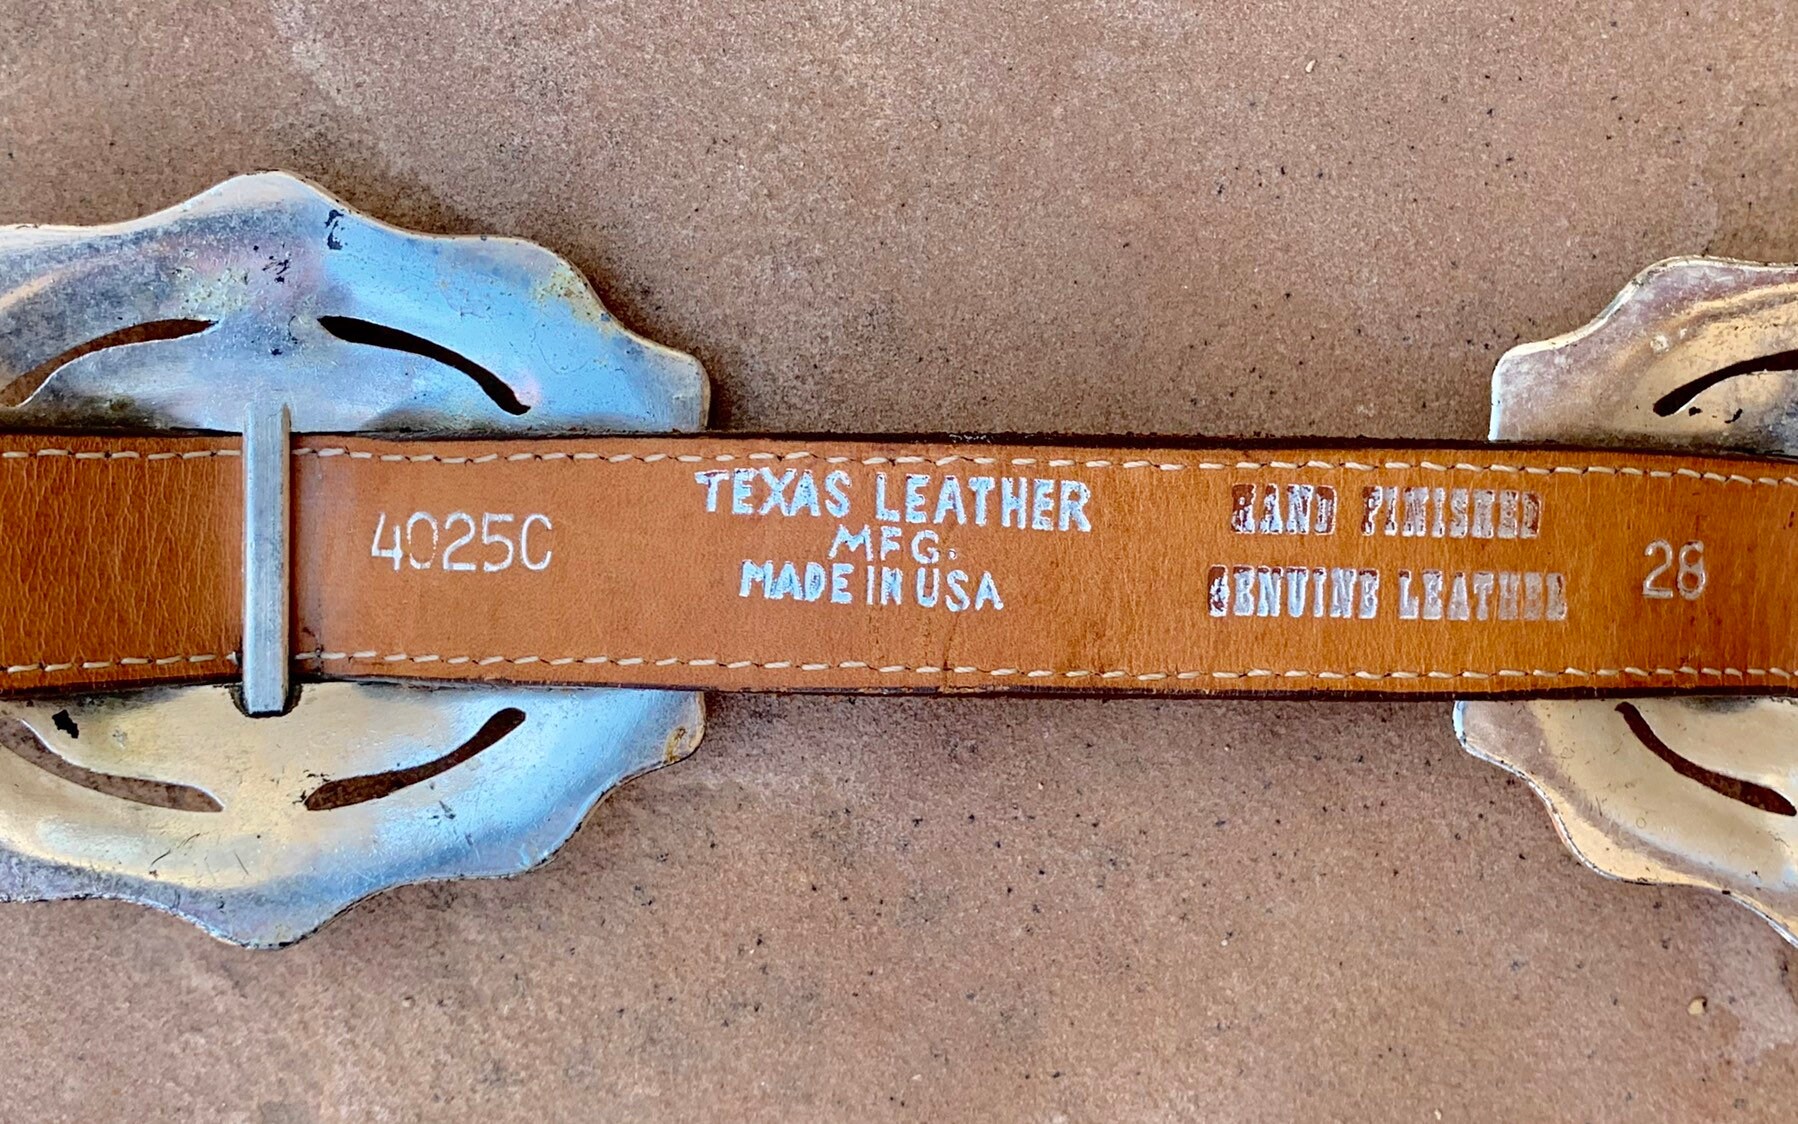 4025C
TEXAS LEATHER
MFG.
MADE IN USA
HAND FINISHED
GENUINE LEATHER
28